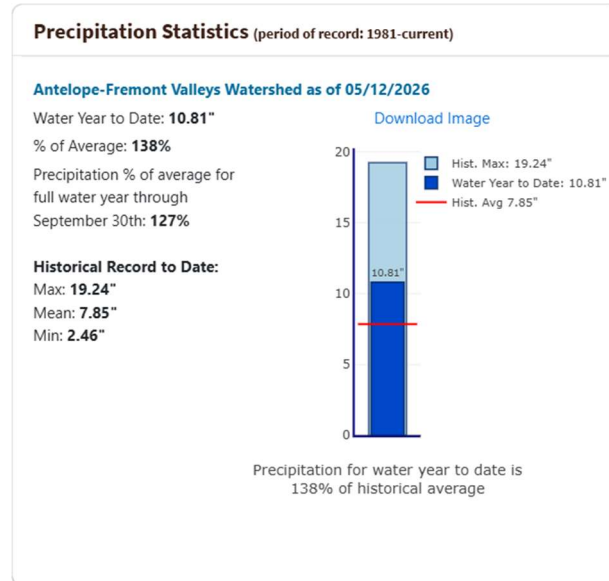 Precipitation Statistics (period of record: 1981-current)
Antelope-Fremont Valleys Watershed as of 05/12/2026
Water Year to Date: 10.81"
% of Average: 138%
Precipitation % of average for
full water year through
September 30th: 127%
Historical Record to Date:
Max: 19.24"
Mean: 7.85"
Min: 2.46"
Download Image
20
15
10
5
0
10.81"
Hist. Max: 19.24"
Water Year to Date: 10.81"
Hist. Avg 7.85"
Precipitation for water year to date is
138% of historical average